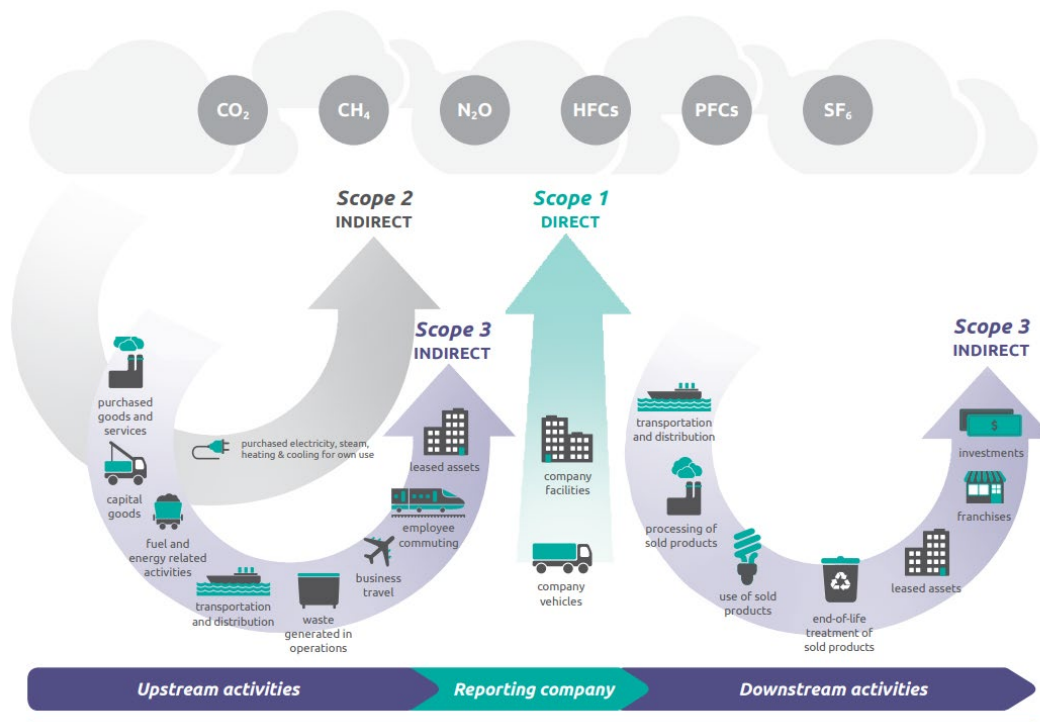 CO₂
CH₄
N₂O
HFCs
PFCs
SF₆
Scope 2
INDIRECT
Scope 1
DIRECT
Scope 3
INDIRECT
Scope 3
INDIRECT
purchased
goods and
services
capital
goods
fuel and
energy related
activities
transportation
and distribution
waste
generated in
operations
business
travel
employee
commuting
leased assets
purchased electricity, steam,
heating & cooling for own use
company
facilities
company
vehicles
transportation
and distribution
processing of
sold products
use of sold
products
end-of-life
treatment of
sold products
leased assets
franchises
$
investments
Upstream activities
Reporting company
Downstream activities